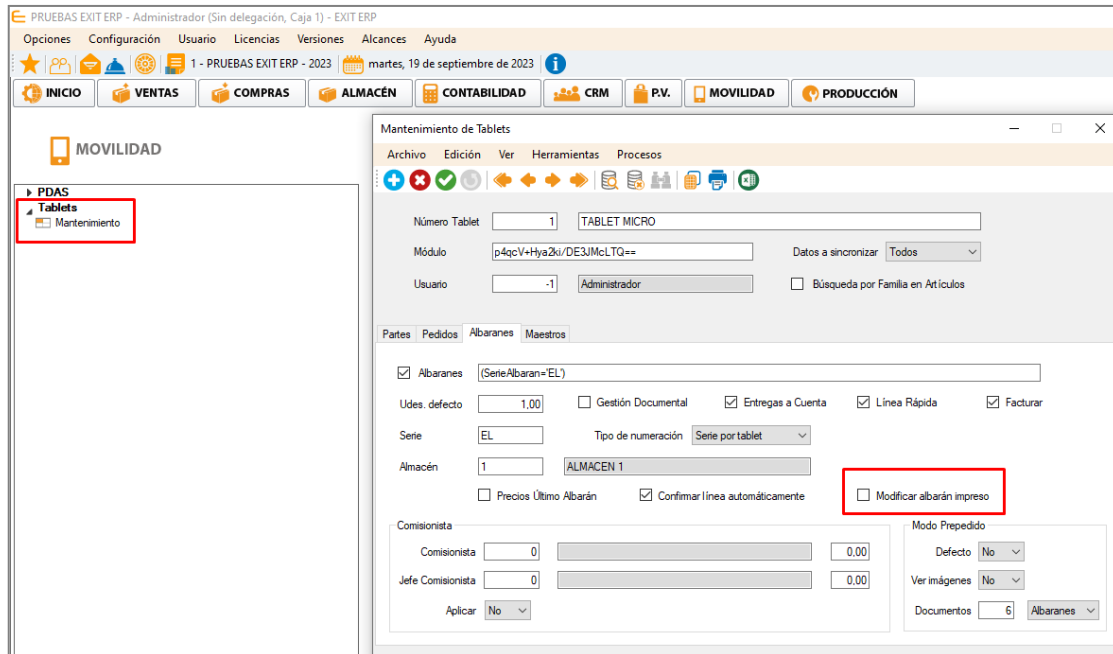 PRUEBAS EXIT ERP - Administrador (Sin delegación, Caja 1) - EXIT ERP
Opciones Configuración Usuario Licencias Versiones Alcances Ayuda
1 - PRUEBAS EXIT ERP - 2023 martes, 19 de septiembre de 2023
INICIO VENTAS COMPRAS ALMACÉN CONTABILIDAD CRM P.V. MOVILIDAD PRODUCCIÓN
MOVILIDAD
PDAS
Tablets
Mantenimiento
Mantenimiento de Tablets
Archivo Edición Ver Herramientas Procesos
Número Tablet 1 TABLET MICRO
Módulo p4qcV+Hya2ki/DE3JMcLTQ== Datos a sincronizar Todos
Usuario -1 Administrador Búsqueda por Familia en Artículos
Partes Pedidos Albaranes Maestros
Albaranes (SerieAlbaran='EL')
Udes. defecto 1,00 Gestión Documental Entregas a Cuenta Línea Rápida Facturar
Serie EL Tipo de numeración Serie por tablet
Almacén 1 ALMACEN 1
Precios Último Albarán Confirmar línea automáticamente Modificar albarán impreso
Comisionista Modo Prepedido
Comisionista 0 0,00 Defecto No
Jefe Comisionista 0 0,00 Ver imágenes No
Aplicar No Documentos 6 Albaranes